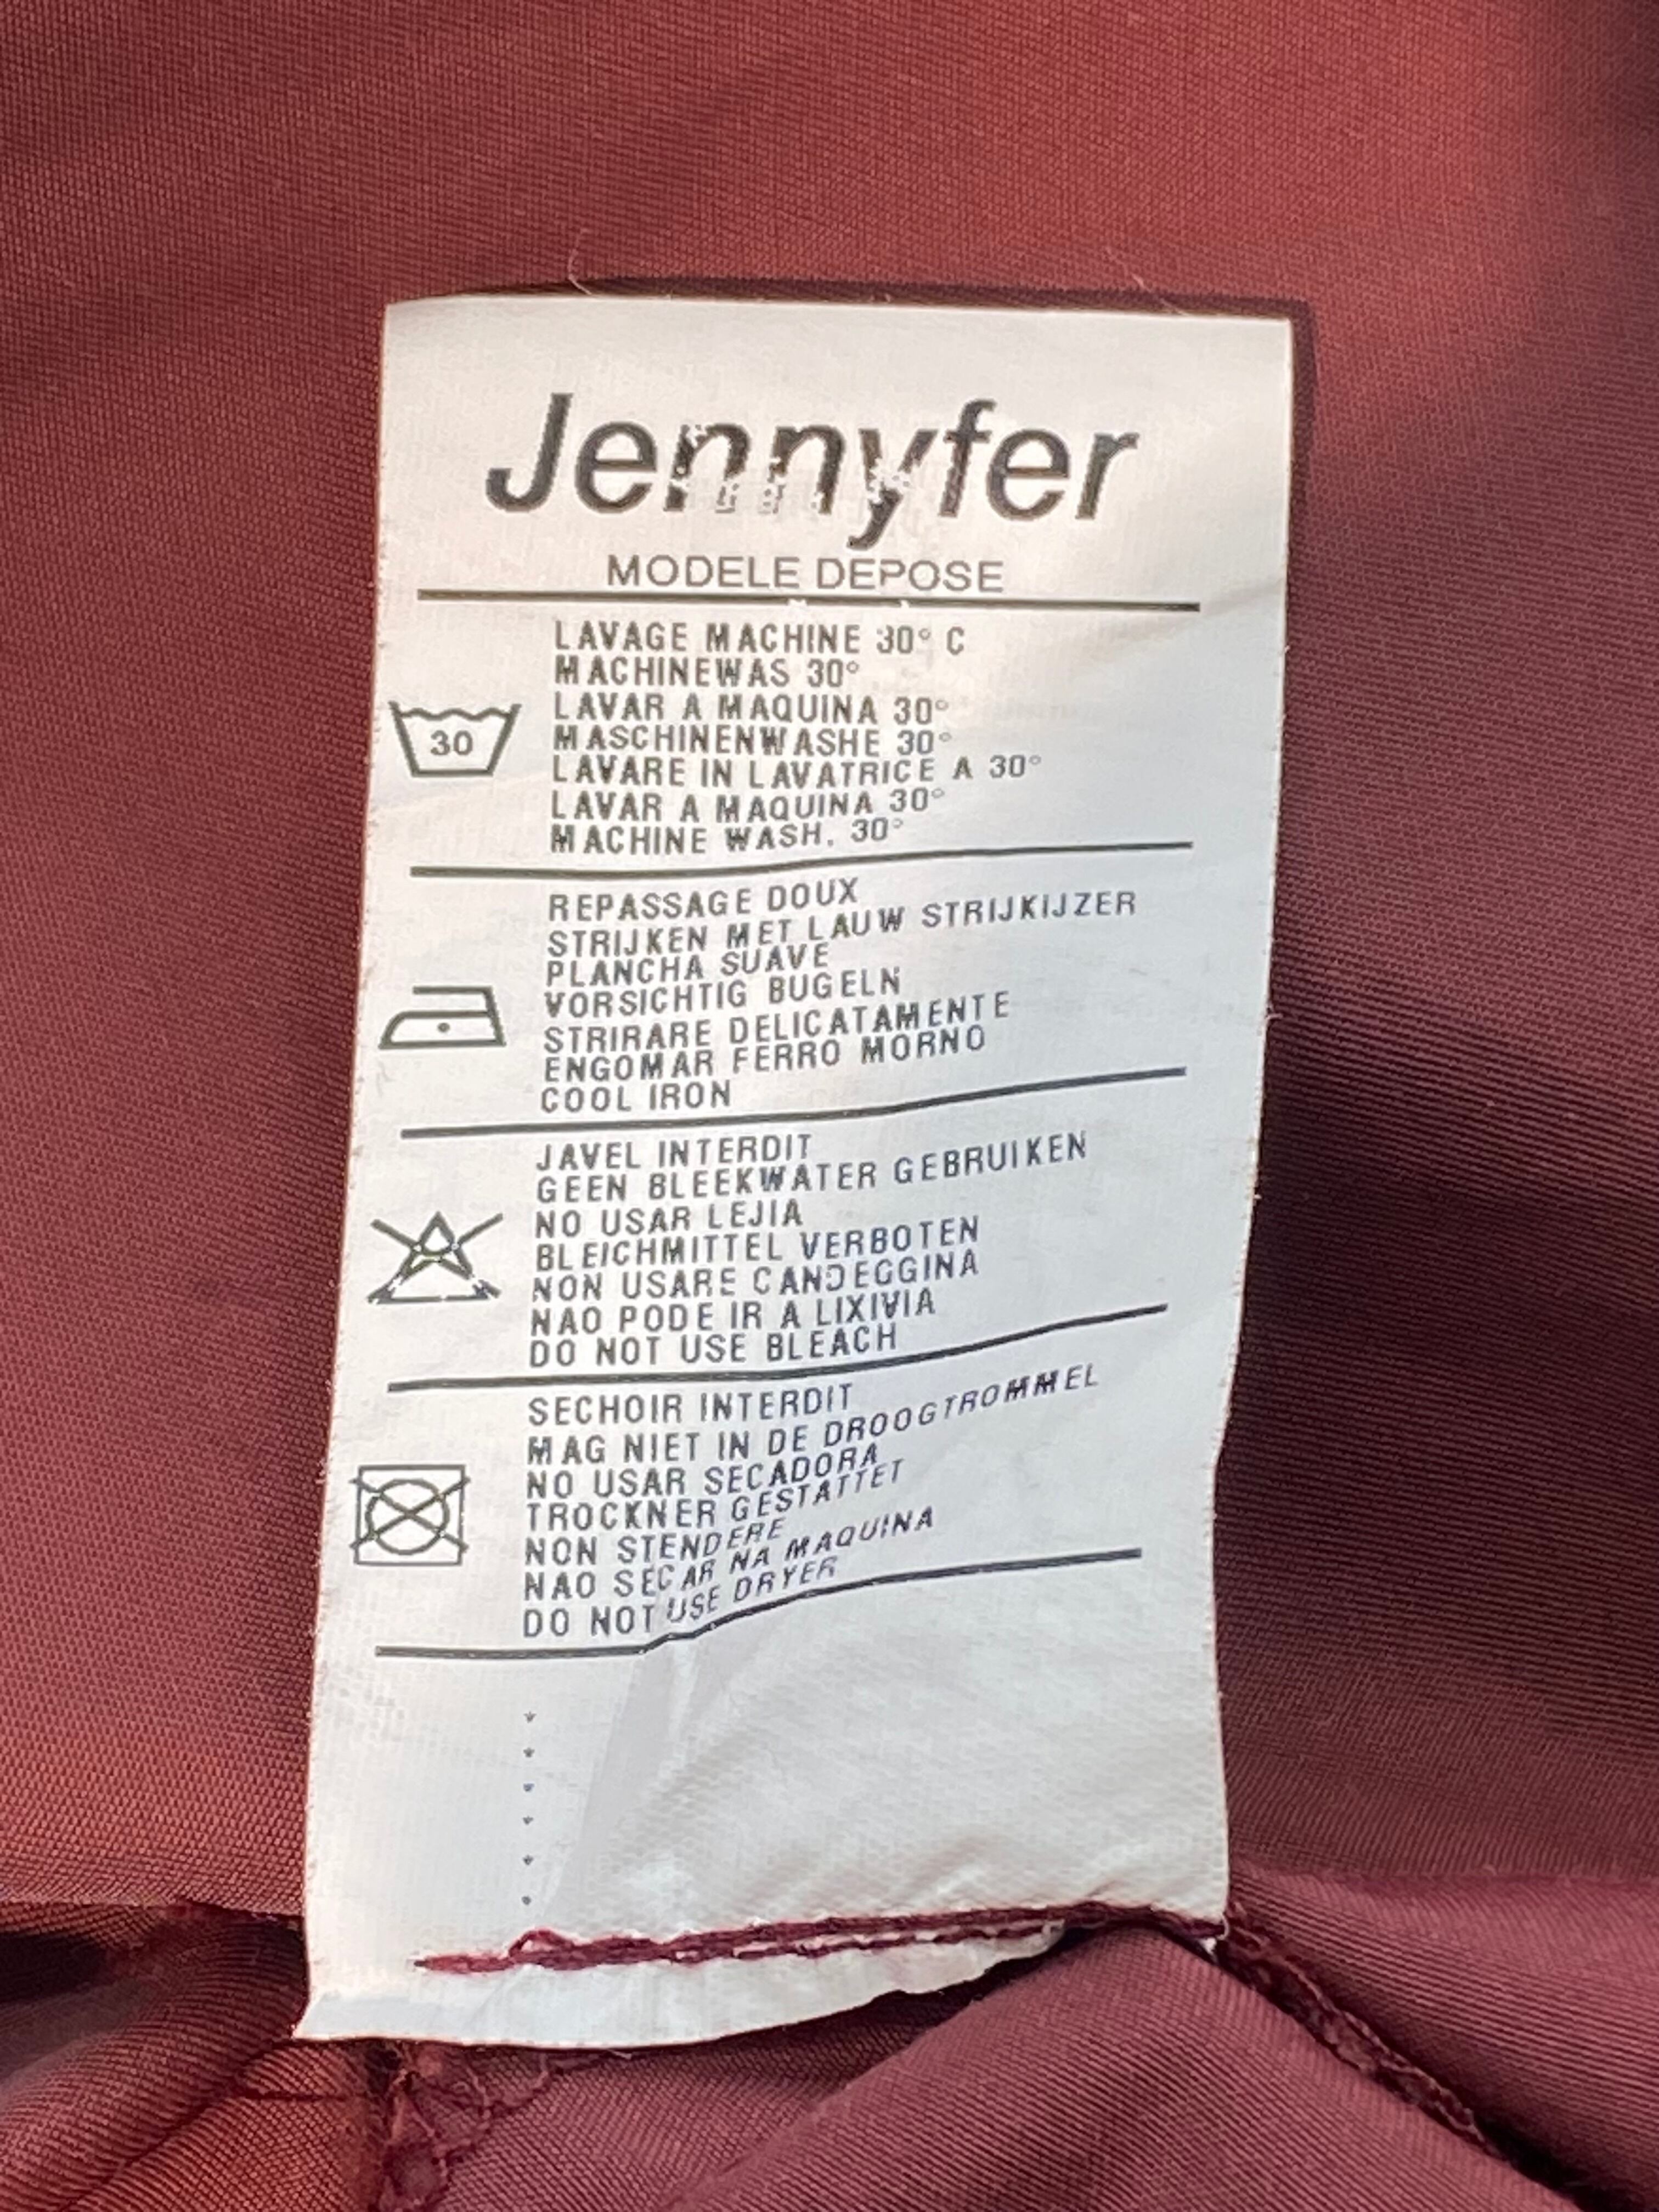 Jennyfer
MODELE DEPOSE
LAVAGE MACHINE 30° C
MACHINEWAS 30°
LAVAR A MAQUINA 30°
MASCHINENWASHE 30°
LAVARE IN LAVATRICE A 30°
LAVAR A MAQUINA 30°
MACHINE WASH. 30°
30
REPASSAGE DOUX
STRIJKEN MET LAUW STRIJKIJZER
PLANCHA SUAVE
VORSICHTIG BUGELN
STRIRARE DELICATAMENTE
ENGOMAR FERRO MORNO
COOL IRON
JAVEL INTERDIT
GEEN BLEEKWATER GEBRUIKEN
NO USAR LEJIA
BLEICHMITTEL VERBOTEN
NON USARE CANDEGGINA
NAO PODE IR A LIXIVIA
DO NOT USE BLEACH
SECHOIR INTERDIT
MAG NIET IN DE DROOGTROMMEL
NO USAR SECADORA
TROCKNER GESTATTET
NON STENDERE
NAO SECAR NA MAQUINA
DO NOT USE DRYER